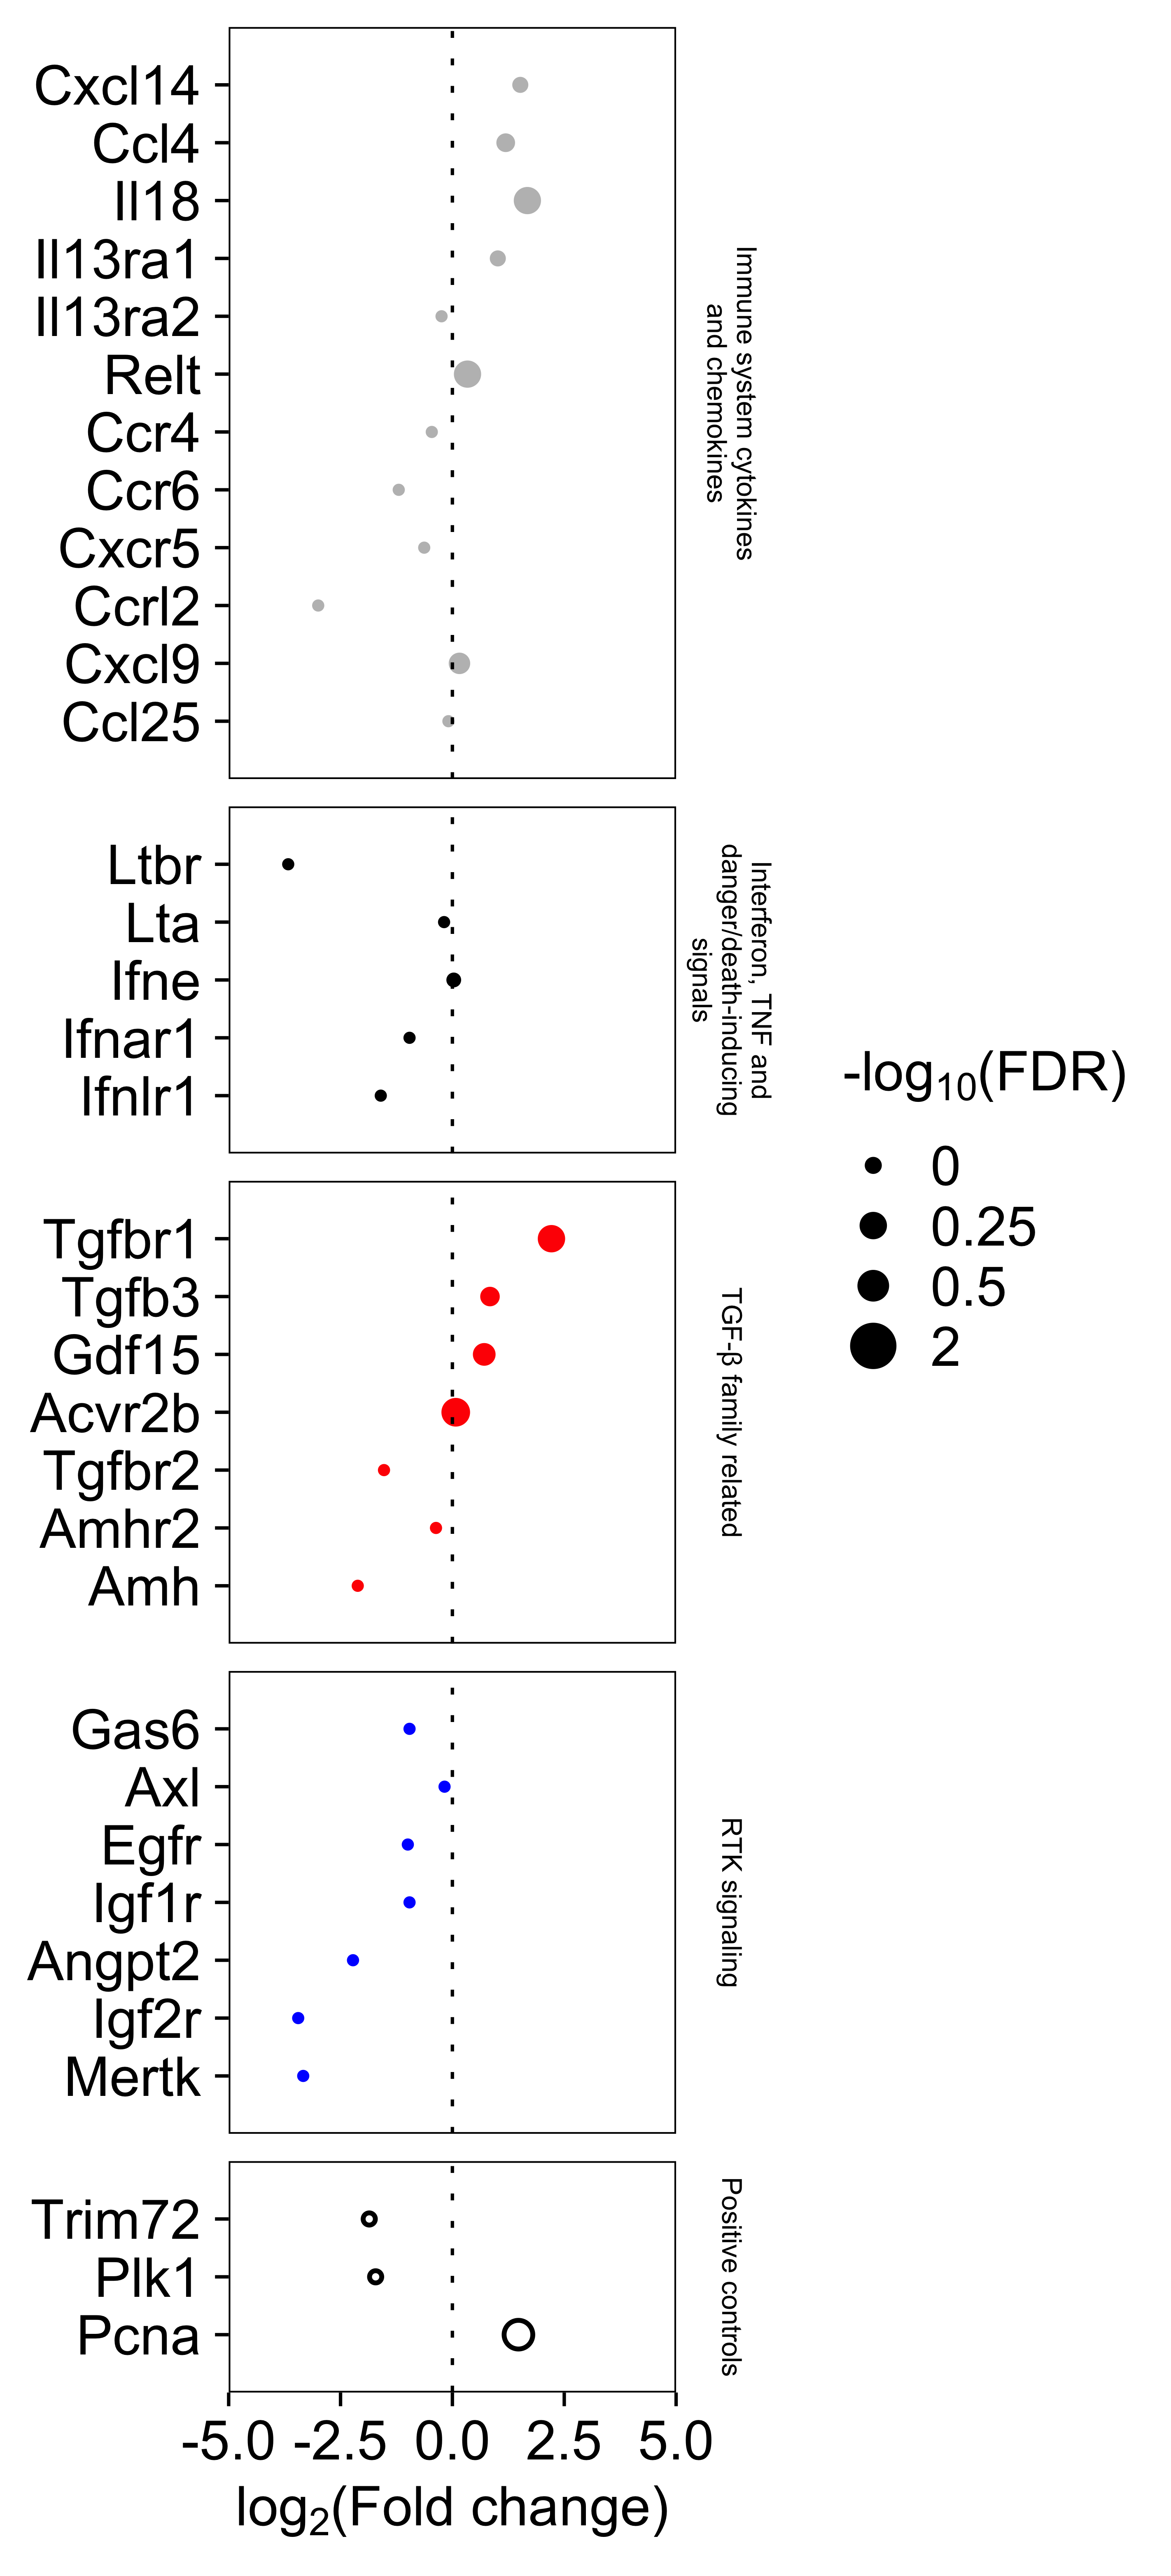 Cxcl14
Ccl4
Il18
Il13ra1
Il13ra2
Relt
Ccr4
Ccr6
Cxcr5
Ccrl2
Cxcl9
Ccl25
Immune system cytokines
and chemokines
Ltbr
Lta
Ifne
Ifnar1
Ifnlr1
Interferon, TNF and
danger/death-inducing
signals
Tgfbr1
Tgfb3
Gdf15
Acvr2b
Tgfbr2
Amhr2
Amh
TGF-β family related
Gas6
Axl
Egfr
Igf1r
Angpt2
Igf2r
Mertk
RTK signaling
Trim72
Plk1
Pcna
Positive controls
-5.0 -2.5 0.0 2.5 5.0
log₂(Fold change)
-log₁₀(FDR)
0
0.25
0.5
2